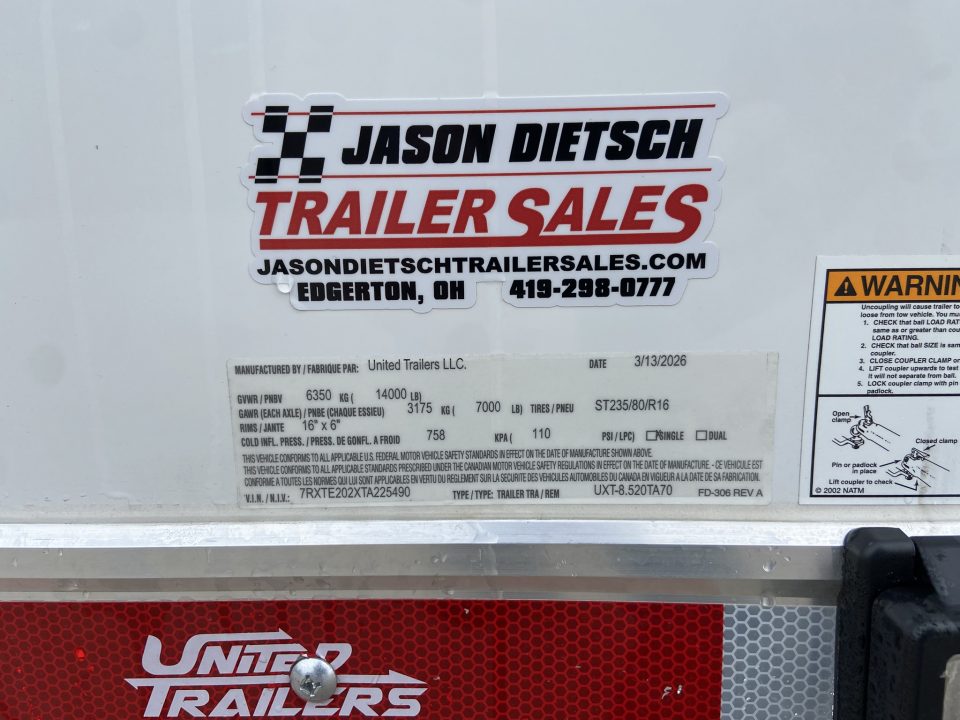 JASON DIETSCH
TRAILER SALES
JASONDIETSCHTRAILERSALES.COM
EDGERTON, OH 419-298-0777
MANUFACTURED BY / FABRIQUE PAR: United Trailers LLC. DATE 3/13/2026
GVWR / PNBV 6350 KG ( 14000 LB)
GAWR (EACH AXLE) / PNBE (CHAQUE ESSIEU) 3175 KG ( 7000 LB) TIRES / PNEU ST235/80/R16
RIMS / JANTE 16" x 6"
COLD INFL. PRESS. / PRESS. DE GONFL. A FROID 758 KPA ( 110 PSI / LPC) SINGLE DUAL
THIS VEHICLE CONFORMS TO ALL APPLICABLE U.S. FEDERAL MOTOR VEHICLE SAFETY STANDARDS IN EFFECT ON THE DATE OF MANUFACTURE SHOWN ABOVE.
THIS VEHICLE CONFORMS TO ALL APPLICABLE STANDARDS PRESCRIBED UNDER THE CANADIAN MOTOR VEHICLE SAFETY REGULATIONS IN EFFECT ON THE DATE OF MANUFACTURE - CE VEHICULE EST
CONFORME A TOUTES LES NORMES QUI LUI SONT APPLICABLES EN VERTU DU REGLEMENT SUR LA SECURITE DES VEHICULES AUTOMOBILES DU CANADA EN VIGUEUR A LA DATE DE SA FABRICATION.
V.I.N. / N.I.V.: 7RXTE202XTA225490 TYPE / TYPE: TRAILER TRA / REM UXT-8.520TA70 FD-306 REV A
WARNIN
Uncoupling will cause trailer to
loose from tow vehicle. You mus
1. CHECK that ball LOAD RAT
same as or greater than cou
LOAD RATING.
2. CHECK that ball SIZE is sam
coupler.
3. CLOSE COUPLER CLAMP on
4. LIFT coupler upwards to test
it will not separate from ball.
5. LOCK coupler clamp with pin
padlock.
Open
clamp
Closed clamp
Pin or padlock
in place
Lift coupler to check
© 2002 NATM
UNITED
TRAILERS